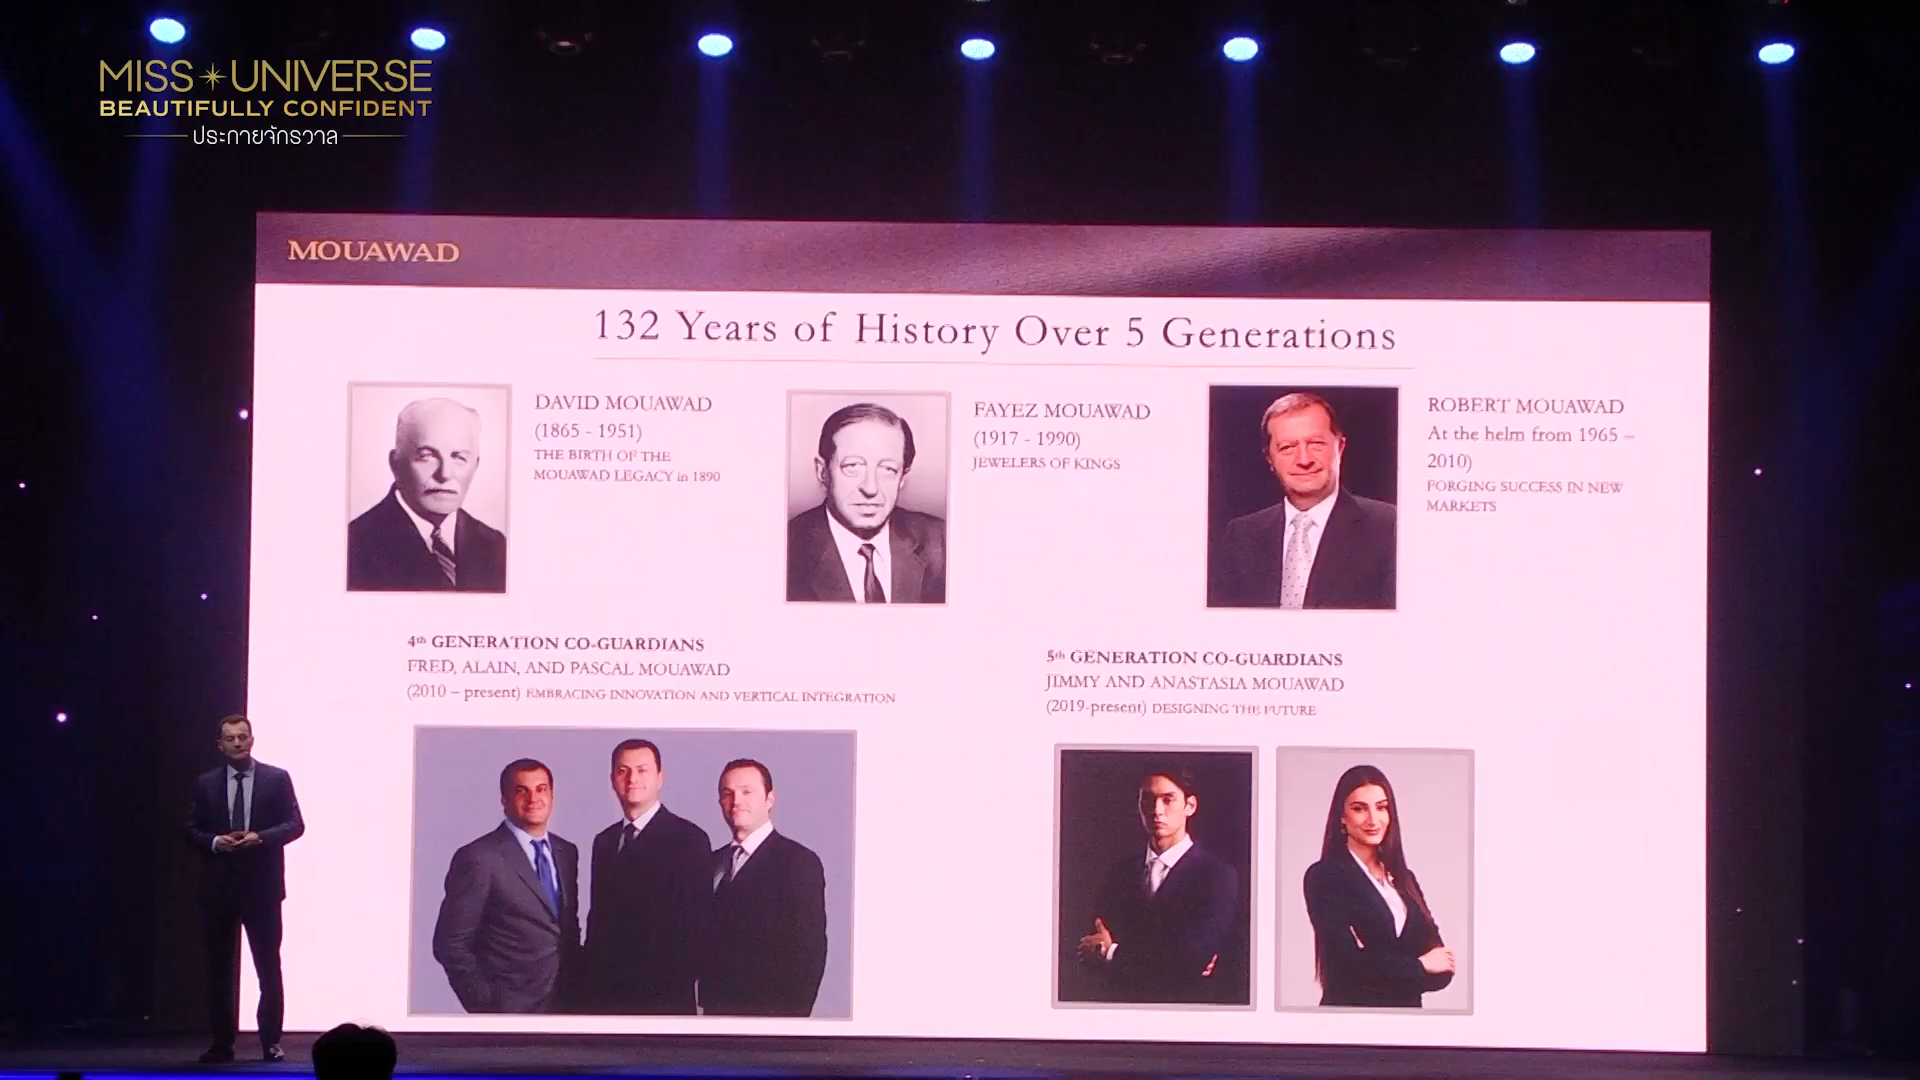 MISS UNIVERSE
BEAUTIFULLY CONFIDENT
ประกายจักรวาล
MOUAWAD
132 Years of History Over 5 Generations
DAVID MOUAWAD
(1865 - 1951)
THE BIRTH OF THE
MOUAWAD LEGACY in 1890
FAYEZ MOUAWAD
(1917 - 1990)
JEWELERS OF KINGS
ROBERT MOUAWAD
At the helm from 1965 –
2010)
FORGING SUCCESS IN NEW
MARKETS
4th GENERATION CO-GUARDIANS
FRED, ALAIN, AND PASCAL MOUAWAD
(2010 – present) EMBRACING INNOVATION AND VERTICAL INTEGRATION
5th GENERATION CO-GUARDIANS
JIMMY AND ANASTASIA MOUAWAD
(2019-present) DESIGNING THE FUTURE